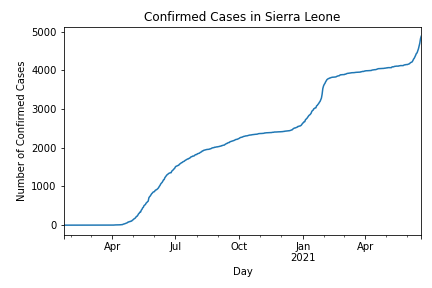 Confirmed Cases in Sierra Leone
Number of Confirmed Cases
5000
4000
3000
2000
1000
0
Apr
Jul
Oct
Jan
2021
Apr
Day